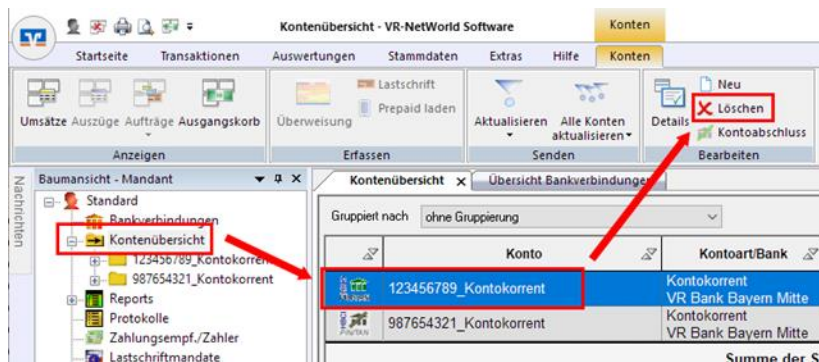 Kontenübersicht - VR-NetWorld Software
Konten
Startseite
Transaktionen
Auswertungen
Stammdaten
Extras
Hilfe
Konten
Umsätze
Auszüge
Aufträge
Ausgangskorb
Anzeigen
Überweisung
Lastschrift
Prepaid laden
Erfassen
Aktualisieren
Alle Konten
aktualisieren
Senden
Details
Neu
Löschen
Kontoabschluss
Bearbeiten
Nachrichten
Baumansicht - Mandant
Standard
Bankverbindungen
Kontenübersicht
123456789_Kontokorrent
987654321_Kontokorrent
Reports
Protokolle
Zahlungsempf./Zahler
Lastschriftmandate
Kontenübersicht
Übersicht Bankverbindungen
Gruppiert nach
ohne Gruppierung
Konto
Kontoart/Bank
123456789_Kontokorrent
Kontokorrent
VR Bank Bayern Mitte
987654321_Kontokorrent
Kontokorrent
VR Bank Bayern Mitte
Summe der S